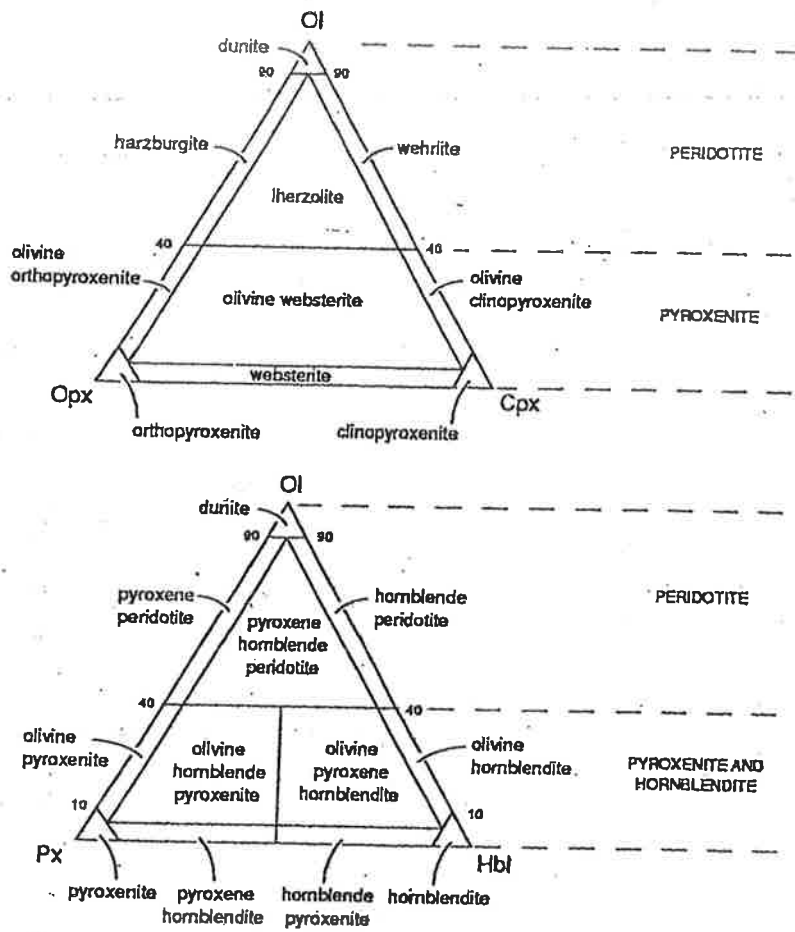 Ol
dunite
90
90
harzburgite
wehrlite
PERIDOTITE
lherzolite
40
40
olivine
orthopyroxenite
olivine websterite
olivine
clinopyroxenite
PYROXENITE
websterite
Opx
Cpx
orthopyroxenite
clinopyroxenite
Ol
dunite
90
90
pyroxene
peridotite
hornblende
peridotite
PERIDOTITE
pyroxene
hornblende
peridotite
40
40
olivine
pyroxenite
olivine
hornblende
pyroxenite
olivine
pyroxene
hornblendite
olivine
hornblendite
PYROXENITE AND
HORNBLENDITE
10
10
Px
Hbl
pyroxenite
pyroxene
hornblendite
hornblende
pyroxenite
hornblendite